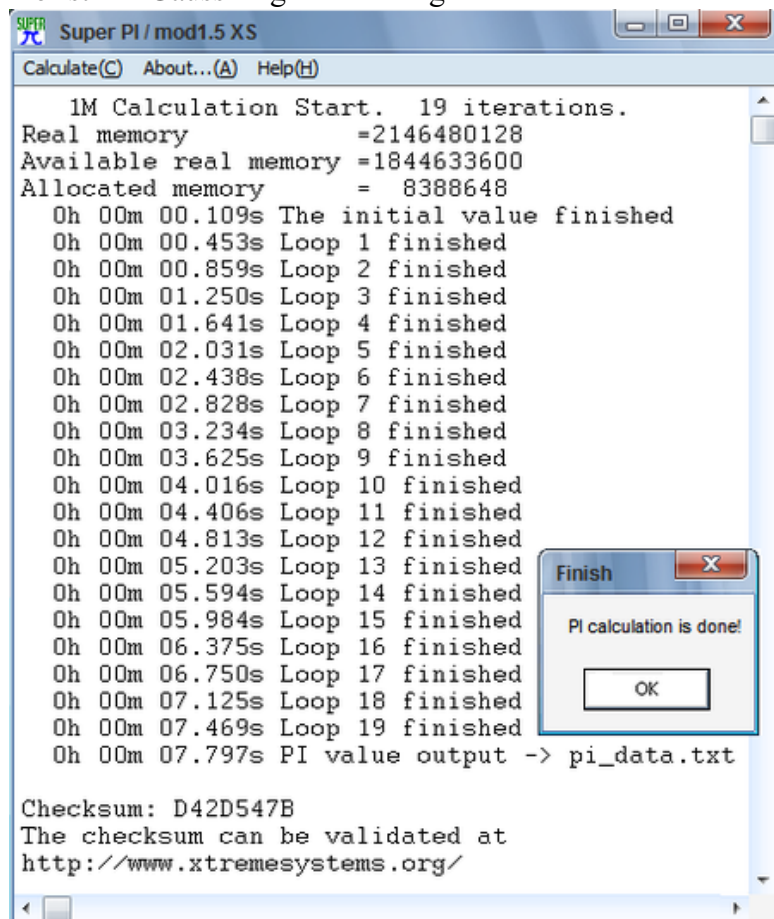 SUPER π Super PI / mod1.5 XS
Calculate(C) About...(A) Help(H)
1M Calculation Start. 19 iterations.
Real memory =2146480128
Available real memory =1844633600
Allocated memory = 8388648
0h 00m 00.109s The initial value finished
0h 00m 00.453s Loop 1 finished
0h 00m 00.859s Loop 2 finished
0h 00m 01.250s Loop 3 finished
0h 00m 01.641s Loop 4 finished
0h 00m 02.031s Loop 5 finished
0h 00m 02.438s Loop 6 finished
0h 00m 02.828s Loop 7 finished
0h 00m 03.234s Loop 8 finished
0h 00m 03.625s Loop 9 finished
0h 00m 04.016s Loop 10 finished
0h 00m 04.406s Loop 11 finished
0h 00m 04.813s Loop 12 finished
0h 00m 05.203s Loop 13 finished
0h 00m 05.594s Loop 14 finished
0h 00m 05.984s Loop 15 finished
0h 00m 06.375s Loop 16 finished
0h 00m 06.750s Loop 17 finished
0h 00m 07.125s Loop 18 finished
0h 00m 07.469s Loop 19 finished
0h 00m 07.797s PI value output -> pi_data.txt
Checksum: D42D547B
The checksum can be validated at
http://www.xtremesystems.org/
Finish
PI calculation is done!
OK